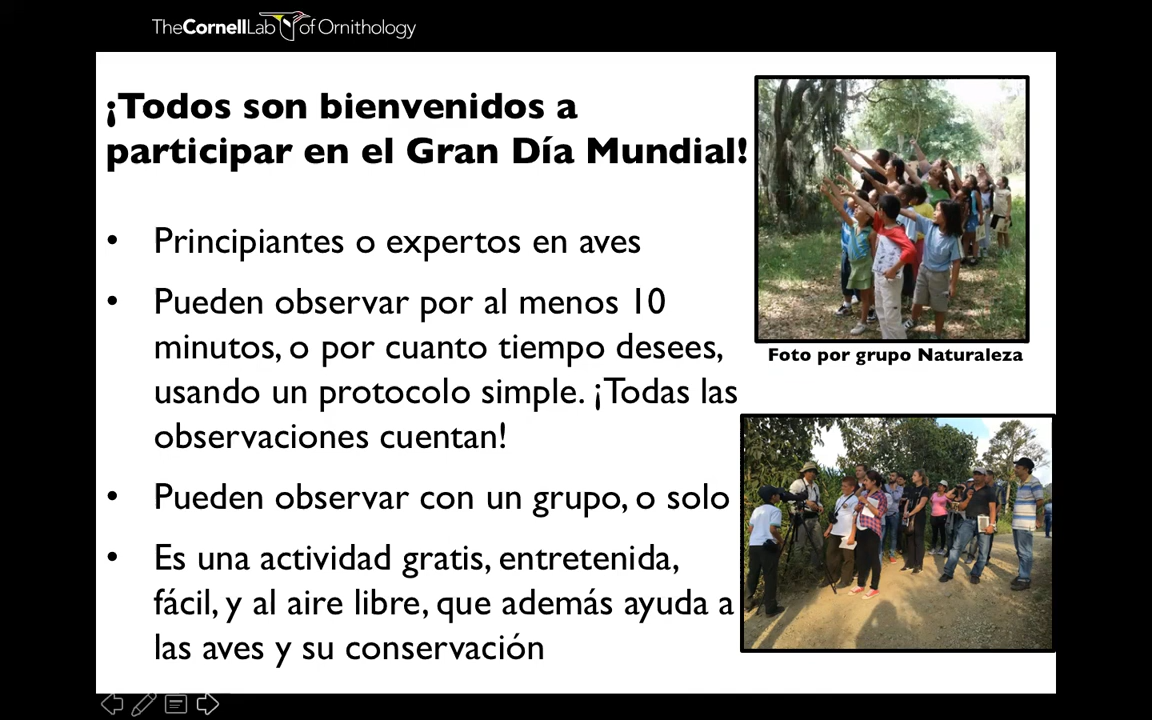 TheCornellLab of Ornithology
¡Todos son bienvenidos a
participar en el Gran Día Mundial!
• Principiantes o expertos en aves
• Pueden observar por al menos 10
minutos, o por cuanto tiempo desees,
usando un protocolo simple. ¡Todas las
observaciones cuentan!
• Pueden observar con un grupo, o solo
• Es una actividad gratis, entretenida,
fácil, y al aire libre, que además ayuda a
las aves y su conservación
Foto por grupo Naturaleza